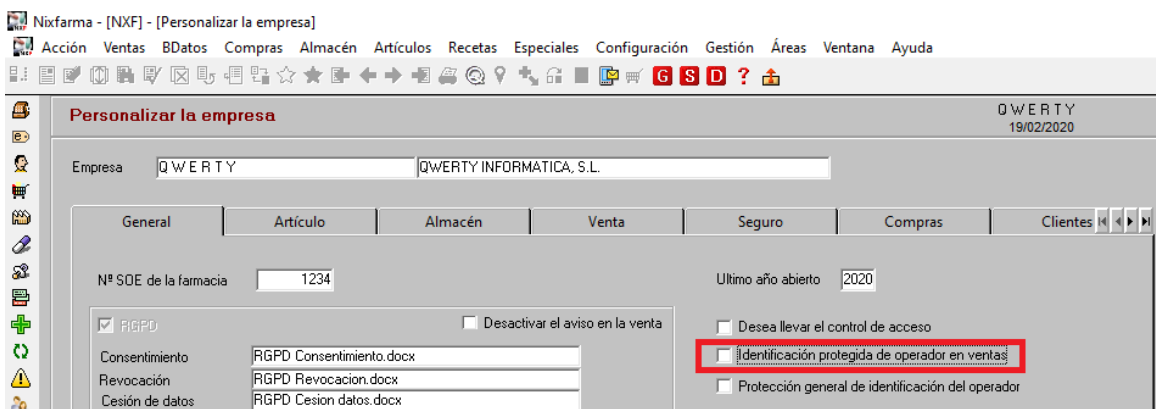 Nixfarma - [NXF] - [Personalizar la empresa]
Acción Ventas BDatos Compras Almacén Artículos Recetas Especiales Configuración Gestión Áreas Ventana Ayuda
G S D ?
Personalizar la empresa
QWERTY
19/02/2020
Empresa QWERTY QWERTY INFORMATICA, S.L.
General Artículo Almacén Venta Seguro Compras Clientes
Nº SOE de la farmacia 1234 Ultimo año abierto 2020
RGPD Desactivar el aviso en la venta Desea llevar el control de acceso
Consentimiento RGPD Consentimiento.docx Identificación protegida de operador en ventas
Revocación RGPD Revocacion.docx Protección general de identificación del operador
Cesión de datos RGPD Cesion datos.docx